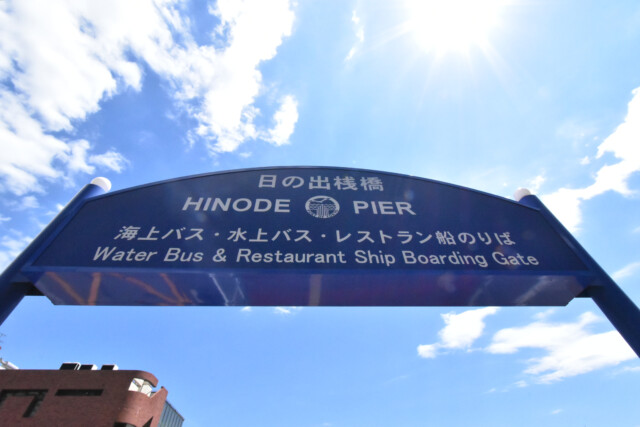 日の出桟橋
HINODE PIER
海上バス・水上バス・レストラン船のりば
Water Bus & Restaurant Ship Boarding Gate